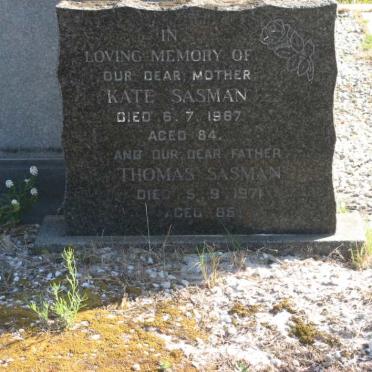 IN
LOVING MEMORY OF
OUR DEAR MOTHER
KATE SASMAN
DIED 6. 7. 1967
AGED 84.
AND OUR DEAR FATHER
THOMAS SASMAN
DIED 5. 9. 1971
AGED 86